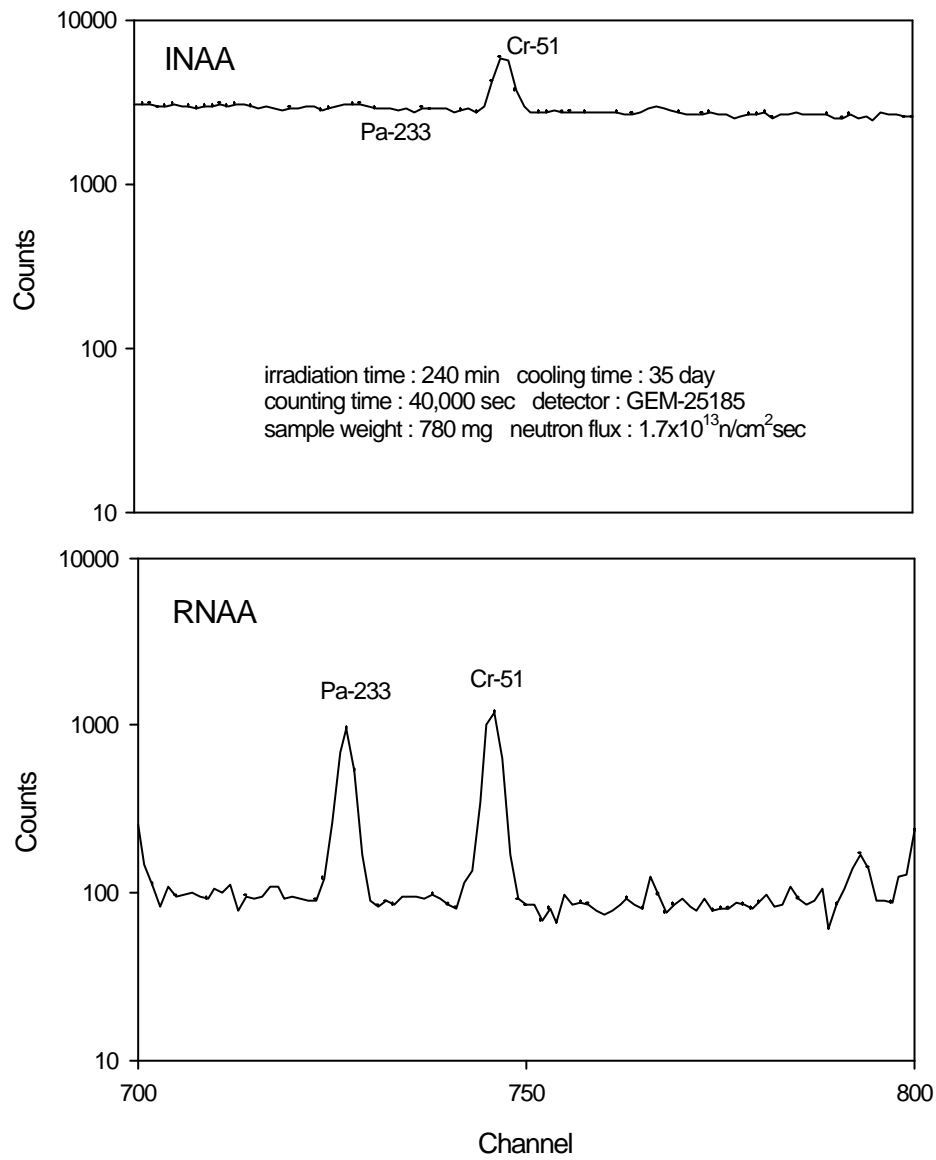 10000
INAA
Cr-51
Pa-233
1000
Counts
100
irradiation time : 240 min cooling time : 35 day
counting time : 40,000 sec detector : GEM-25185
sample weight : 780 mg neutron flux : 1.7x10¹³n/cm²sec
10
10000
RNAA
Pa-233
Cr-51
1000
Counts
100
10
700
750
800
Channel